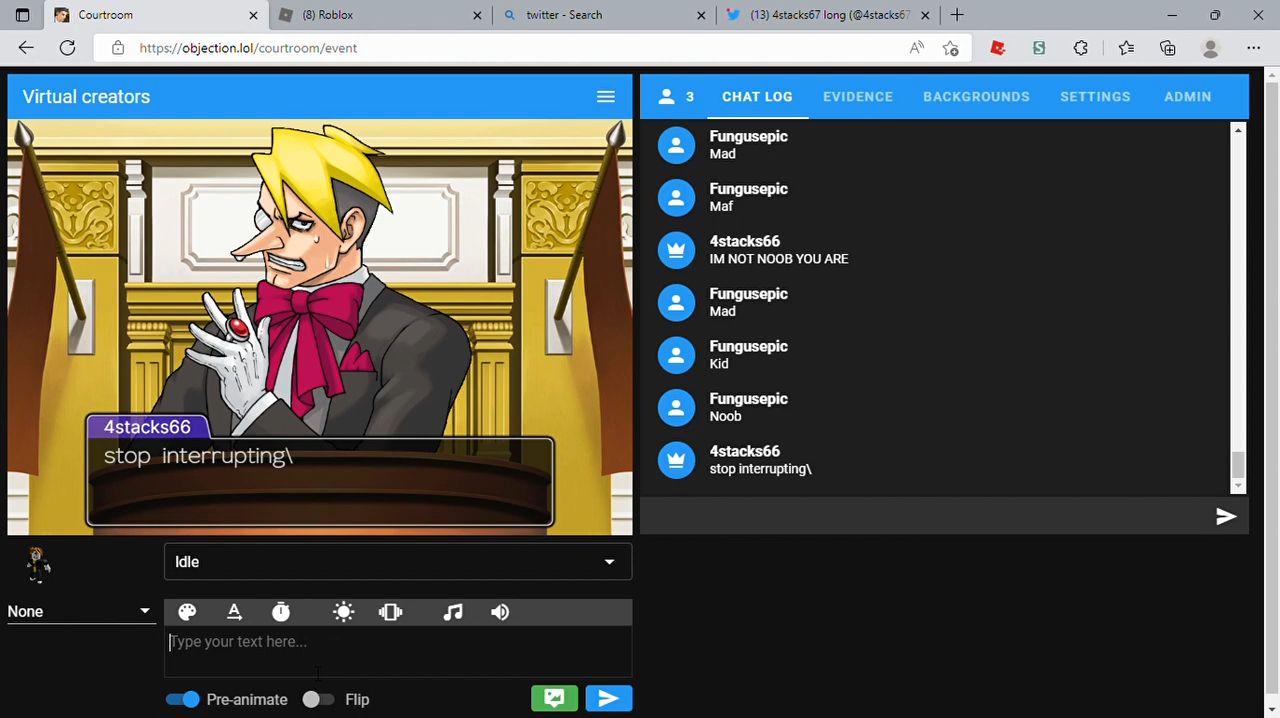 Courtroom
(8) Roblox
twitter - Search
(13) 4stacks67 long (@4stacks67
https://objection.lol/courtroom/event
Virtual creators
3
CHAT LOG
EVIDENCE
BACKGROUNDS
SETTINGS
ADMIN
Fungusepic
Mad
Fungusepic
Maf
4stacks66
IM NOT NOOB YOU ARE
Fungusepic
Mad
Fungusepic
Kid
Fungusepic
Noob
4stacks66
stop interrupting\
4stacks66
stop interrupting\
Idle
None
Type your text here...
Pre-animate
Flip